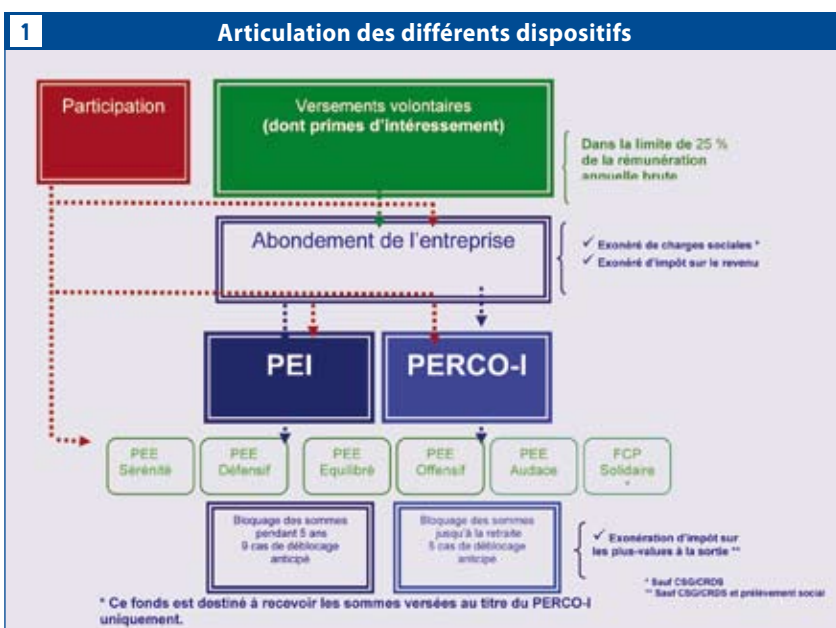 1
Articulation des différents dispositifs
Participation
Versements volontaires
(dont primes d'intéressement)
Dans la limite de 25 %
de la rémunération
annuelle brute
Abondement de l'entreprise
✓ Exonéré de charges sociales *
✓ Exonéré d'impôt sur le revenu
PEI
PERCO-I
PEE
Sérénité
PEE
Défensif
PEE
Equilibré
PEE
Offensif
PEE
Audace
FCP
Solidaire
*
Bloquage des sommes
pendant 5 ans
9 cas de déblocage
anticipé
Bloquage des sommes
jusqu'à la retraite
5 cas de déblocage
anticipé
✓ Exonération d'impôt sur
les plus-values à la sortie **
* Sauf CSG/CRDS
** Sauf CSG/CRDS et prélèvement social
* Ce fonds est destiné à recevoir les sommes versées au titre du PERCO-I
uniquement.